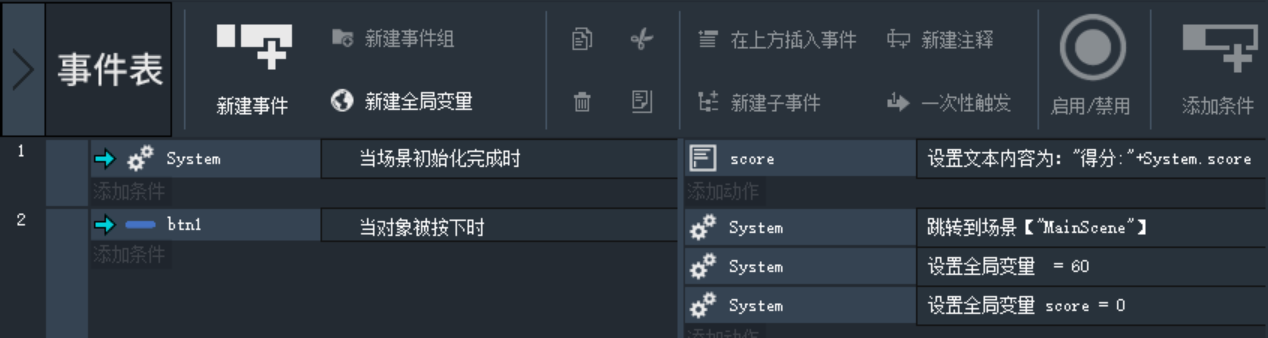 事件表
新建事件
新建事件组
新建全局变量
在上方插入事件
新建注释
新建子事件
一次性触发
启用/禁用
添加条件
1
System
当场景初始化完成时
score
设置文本内容为: "得分:"+System.score
添加条件
添加动作
2
btn1
当对象被按下时
System
跳转到场景【"MainScene"】
添加条件
System
设置全局变量 = 60
System
设置全局变量 score = 0
添加动作